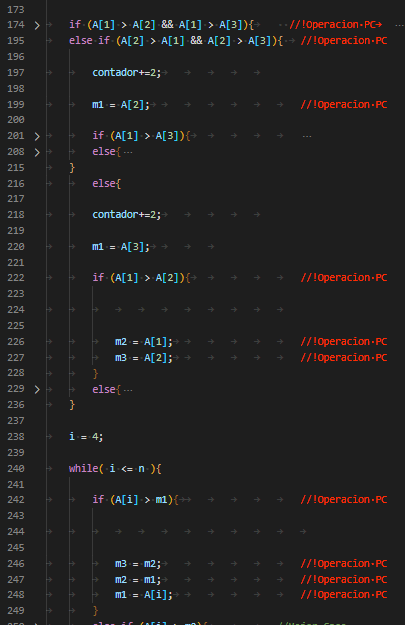 173
174 if (A[1] > A[2] && A[1] > A[3]){ //!Operacion PC ...
195 else if (A[2] > A[1] && A[2] > A[3]){ //!Operacion PC
196
197 contador+=2;
198
199 m1 = A[2]; //!Operacion PC
200
201 if (A[1] > A[3]){ ...
208 else{ ...
215 }
216 else{
217
218 contador+=2;
219
220 m1 = A[3];
221
222 if (A[1] > A[2]){ //!Operacion PC
223
224
225
226 m2 = A[1]; //!Operacion PC
227 m3 = A[2]; //!Operacion PC
228 }
229 else{ ...
236 }
237
238 i = 4;
239
240 while( i <= n ){
241
242 if (A[i] > m1){ //!Operacion PC
243
244
245
246 m3 = m2; //!Operacion PC
247 m2 = m1; //!Operacion PC
248 m1 = A[i]; //!Operacion PC
249 }